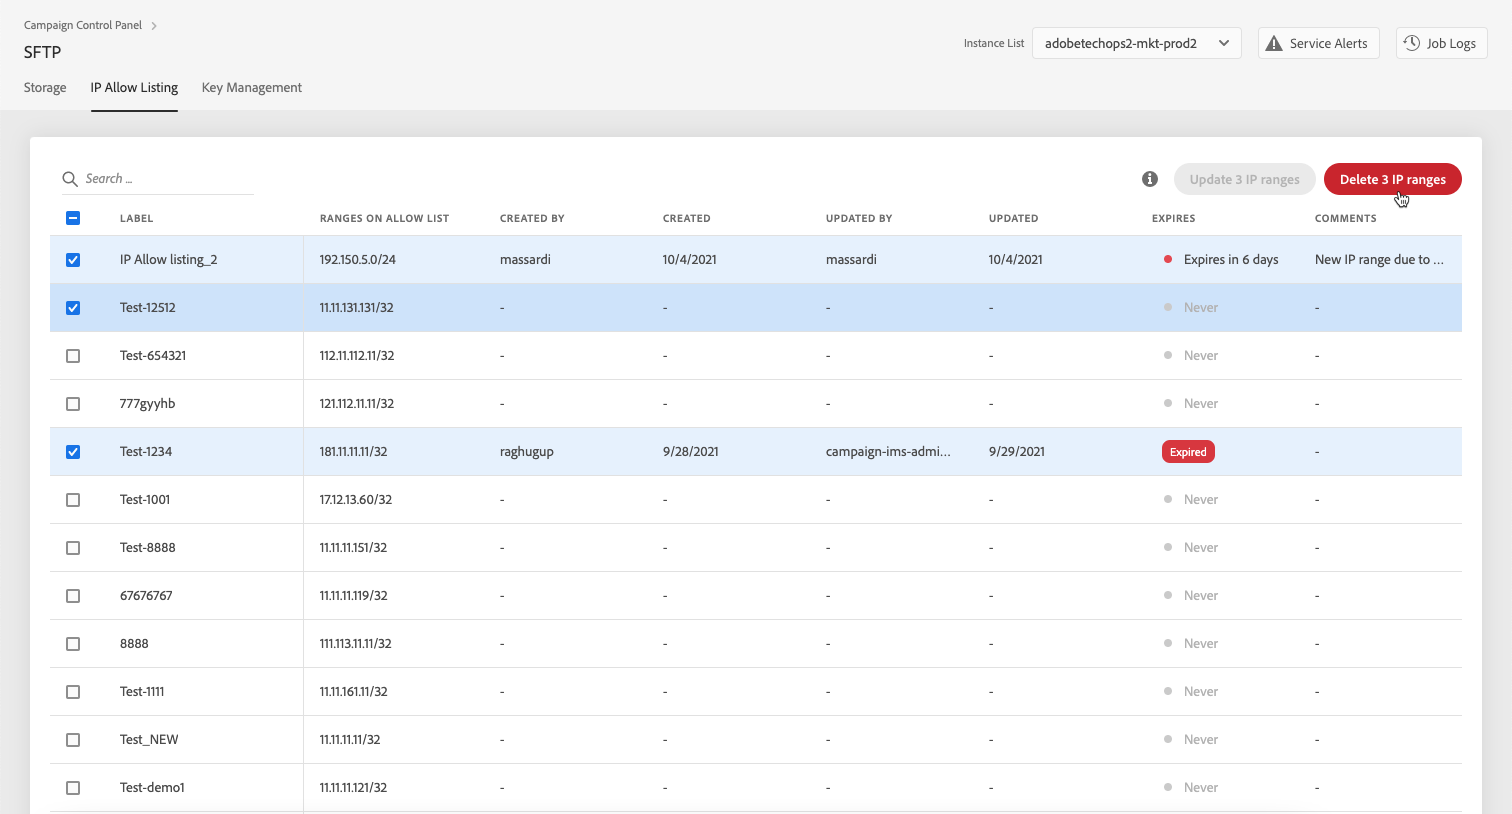 Campaign Control Panel
SFTP
Instance List adobetechops2-mkt-prod2 Service Alerts Job Logs
Storage IP Allow Listing Key Management
Search ... Update 3 IP ranges Delete 3 IP ranges
LABEL RANGES ON ALLOW LIST CREATED BY CREATED UPDATED BY UPDATED EXPIRES COMMENTS
IP Allow listing_2 192.150.5.0/24 massardi 10/4/2021 massardi 10/4/2021 Expires in 6 days New IP range due to ...
Test-12512 11.11.131.131/32 - - - - Never -
Test-654321 112.11.112.11/32 - - - - Never -
777gyyhb 121.112.11.11/32 - - - - Never -
Test-1234 181.11.11.11/32 raghugup 9/28/2021 campaign-ims-admi... 9/29/2021 Expired -
Test-1001 17.12.13.60/32 - - - - Never -
Test-8888 11.11.11.151/32 - - - - Never -
67676767 11.11.11.119/32 - - - - Never -
8888 111.113.11.11/32 - - - - Never -
Test-1111 11.11.161.11/32 - - - - Never -
Test_NEW 11.11.11.11/32 - - - - Never -
Test-demo1 11.11.11.121/32 - - - - Never -